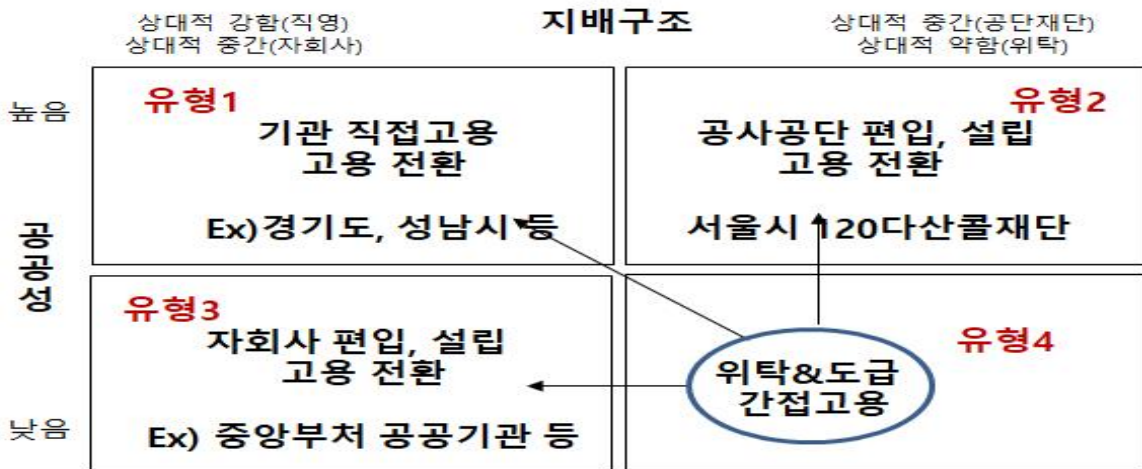 지배구조
상대적 강함(직영)
상대적 중간(자회사)
상대적 중간(공단재단)
상대적 약함(위탁)
공공성
높음
낮음
유형1
기관 직접고용
고용 전환
Ex)경기도, 성남시 등
유형2
공사공단 편입, 설립
고용 전환
서울시 120다산콜재단
유형3
자회사 편입, 설립
고용 전환
Ex) 중앙부처 공공기관 등
유형4
위탁&도급
간접고용